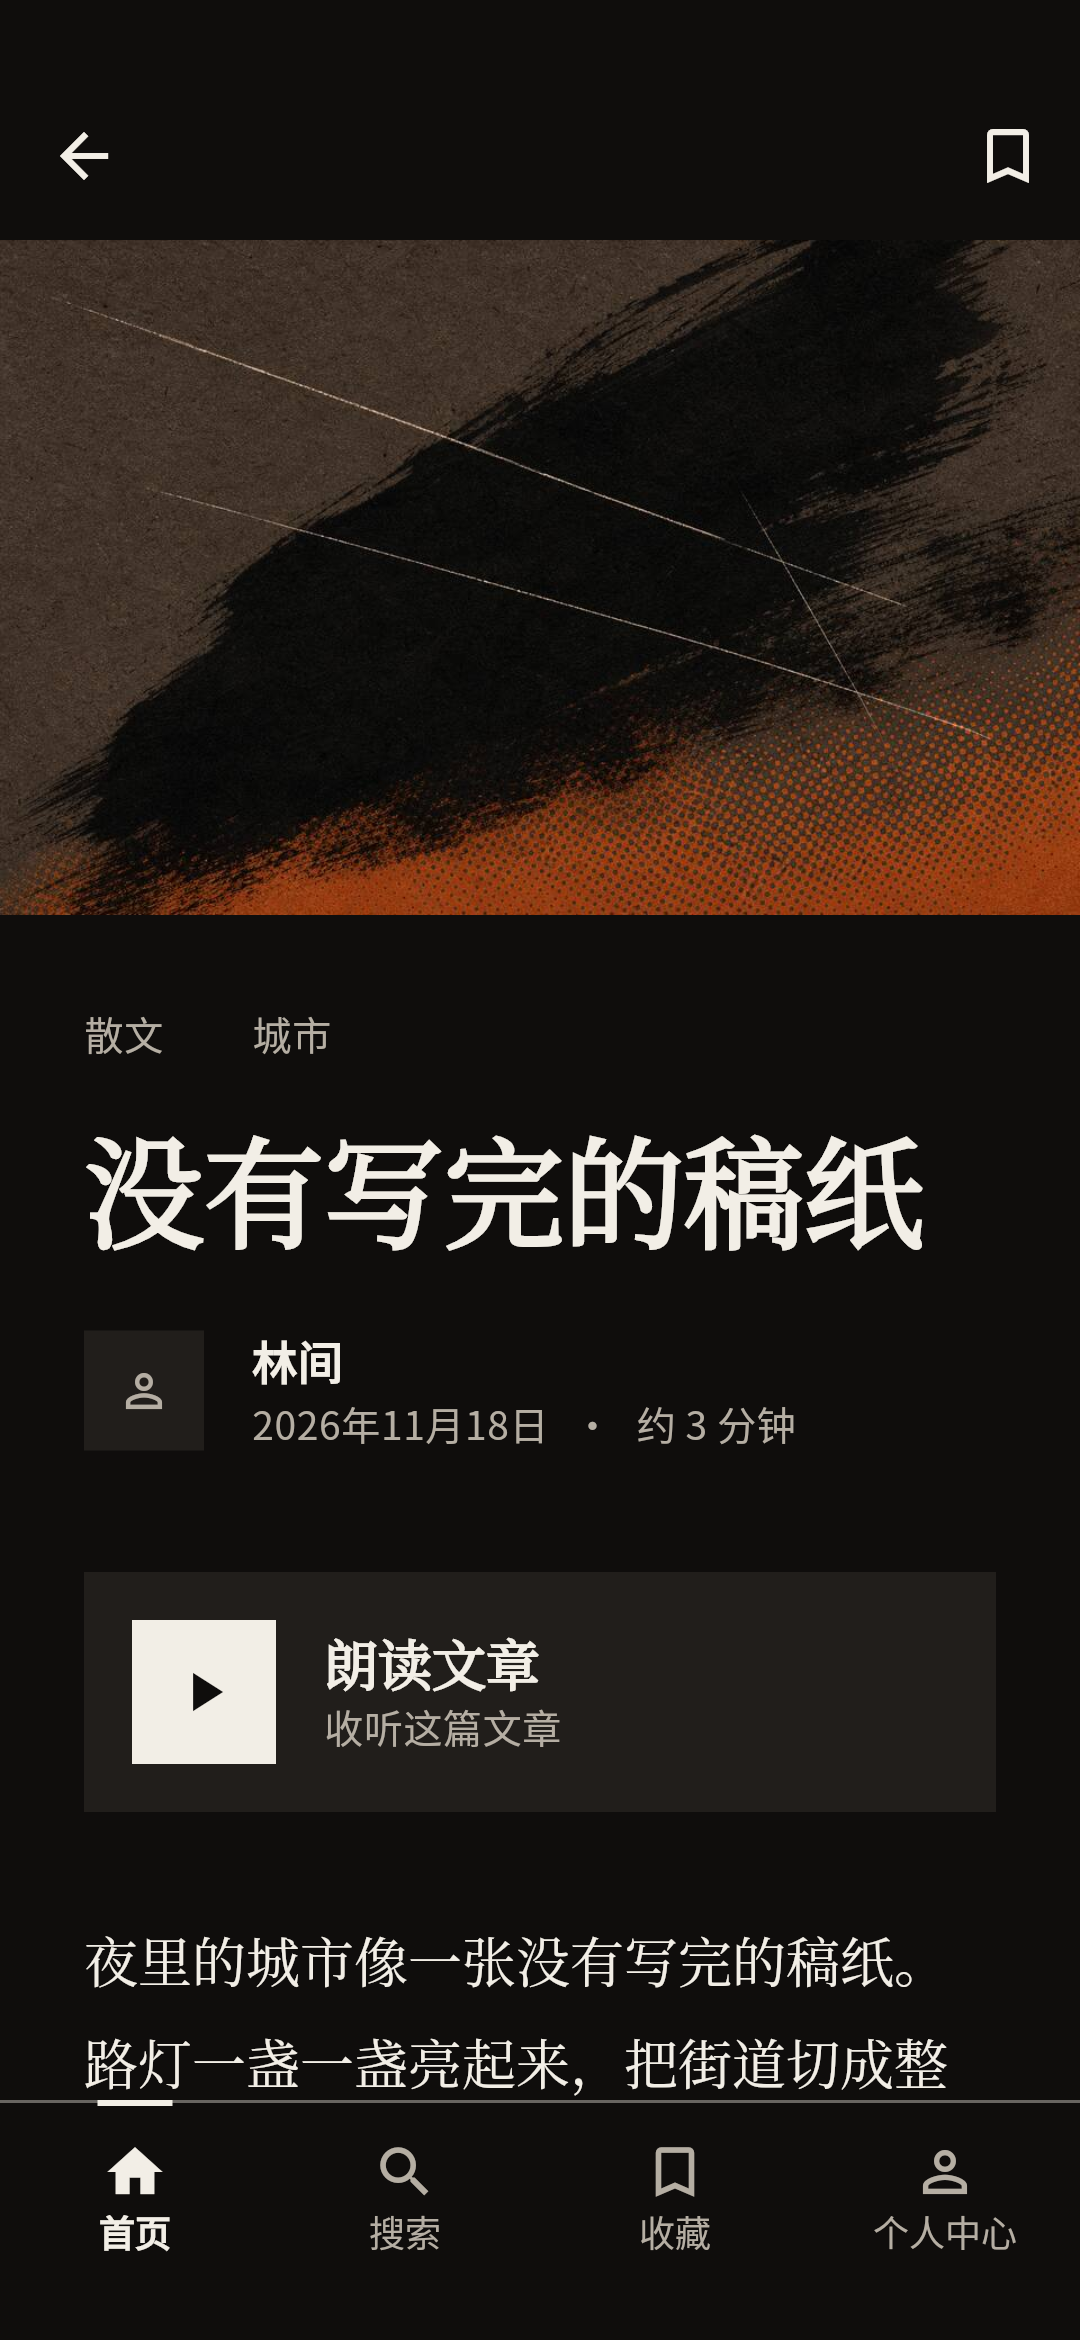 散文 城市
没有写完的稿纸
林间
2026年11月18日 · 约 3 分钟
朗读文章
收听这篇文章
夜里的城市像一张没有写完的稿纸。
路灯一盏一盏亮起来，把街道切成整
首页 搜索 收藏 个人中心